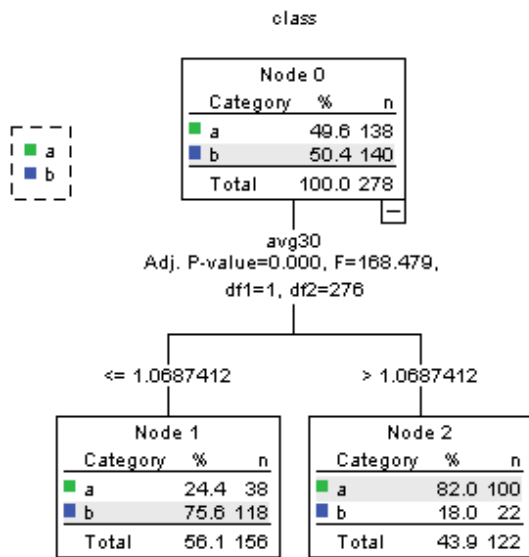 class
Node 0
Category % n
a 49.6 138
b 50.4 140
Total 100.0 278
a
b
avg30
Adj. P-value=0.000, F=168.479,
df1=1, df2=276
<= 1.0687412
> 1.0687412
Node 1
Category % n
a 24.4 38
b 75.6 118
Total 56.1 156
Node 2
Category % n
a 82.0 100
b 18.0 22
Total 43.9 122